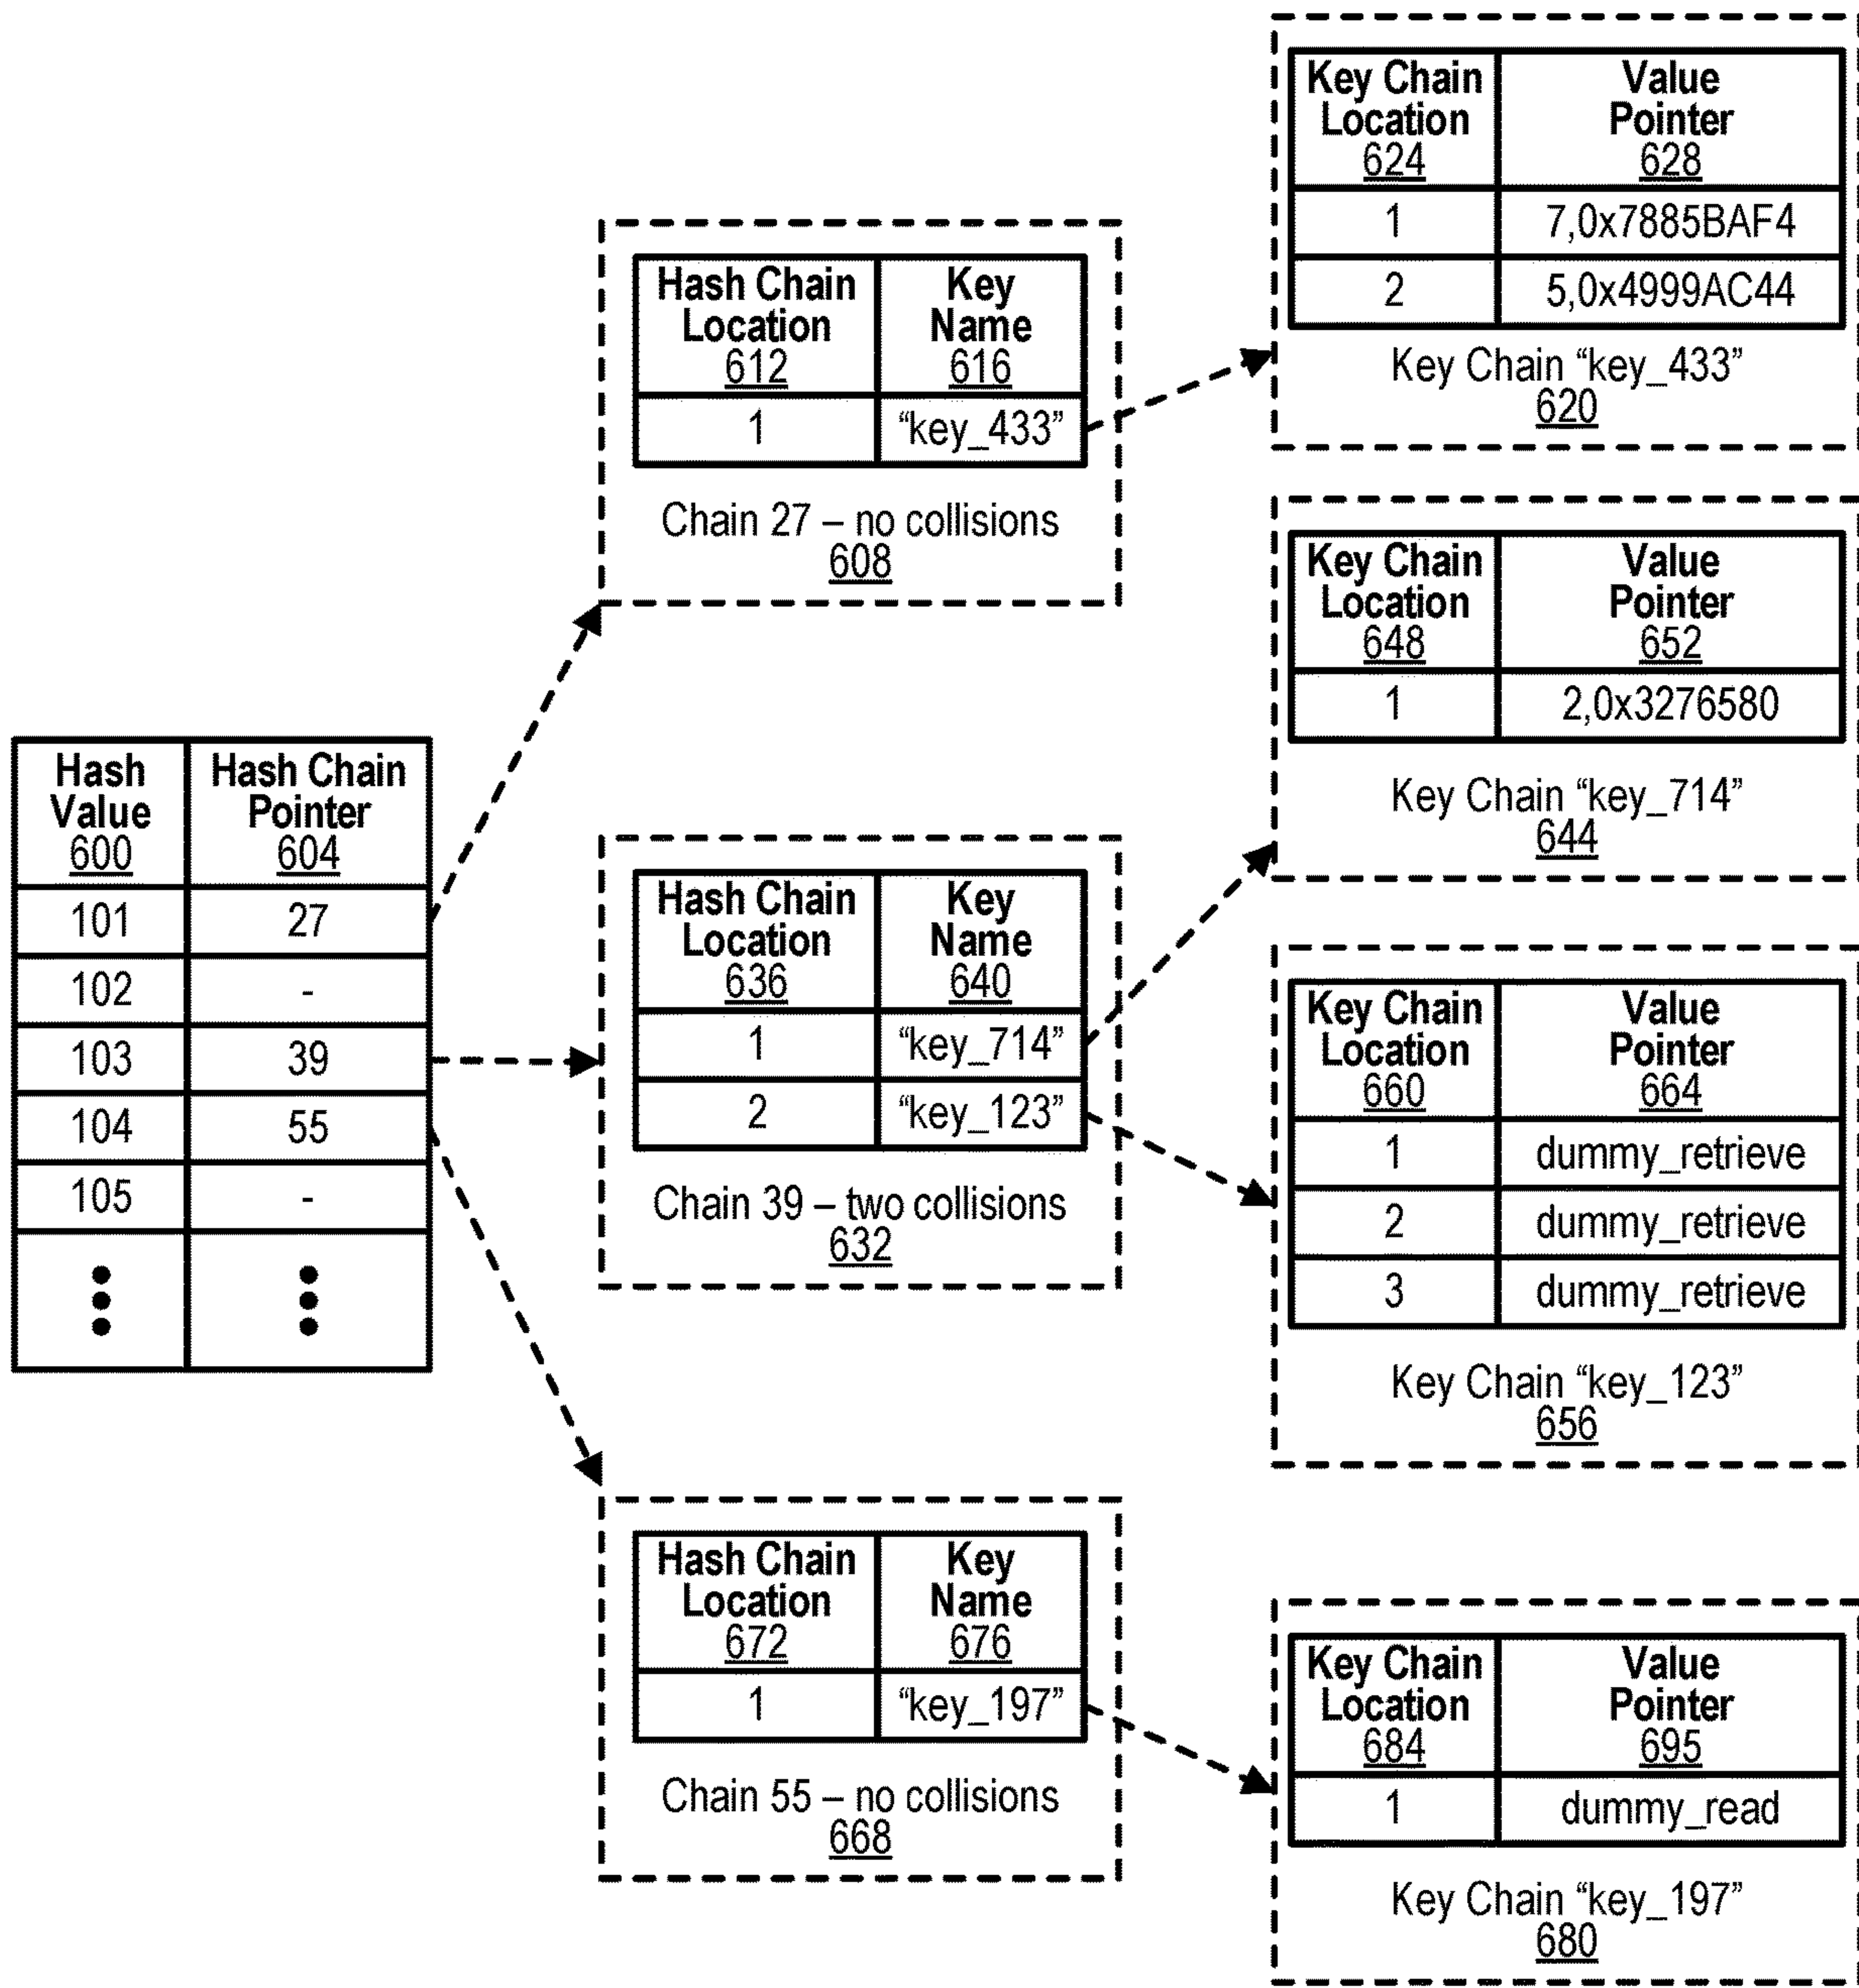 Hash Value 600 | Hash Chain Pointer 604
101 | 27
102 | -
103 | 39
104 | 55
105 | -
Hash Chain Location 612 | Key Name 616
1 | “key_433”
Chain 27 – no collisions
608
Hash Chain Location 636 | Key Name 640
1 | “key_714”
2 | “key_123”
Chain 39 – two collisions
632
Hash Chain Location 672 | Key Name 676
1 | “key_197”
Chain 55 – no collisions
668
Key Chain Location 624 | Value Pointer 628
1 | 7,0x7885BAF4
2 | 5,0x4999AC44
Key Chain “key_433”
620
Key Chain Location 648 | Value Pointer 652
1 | 2,0x3276580
Key Chain “key_714”
644
Key Chain Location 660 | Value Pointer 664
1 | dummy_retrieve
2 | dummy_retrieve
3 | dummy_retrieve
Key Chain “key_123”
656
Key Chain Location 684 | Value Pointer 695
1 | dummy_read
Key Chain “key_197”
680